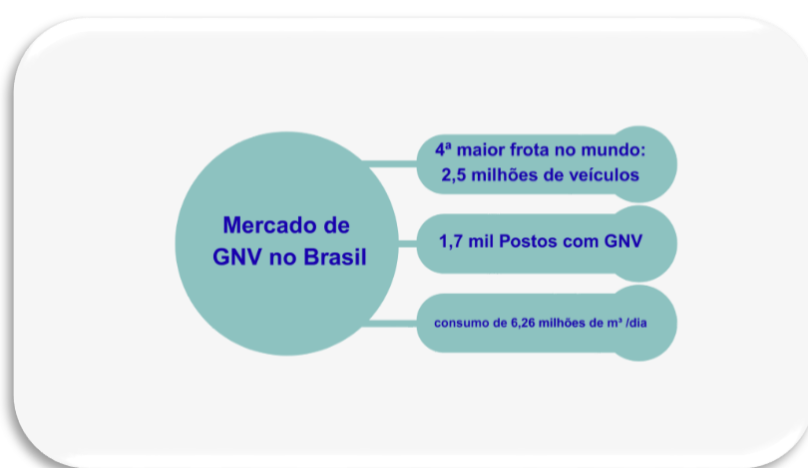 Mercado de
GNV no Brasil
4ª maior frota no mundo:
2,5 milhões de veículos
1,7 mil Postos com GNV
consumo de 6,26 milhões de m³ /dia